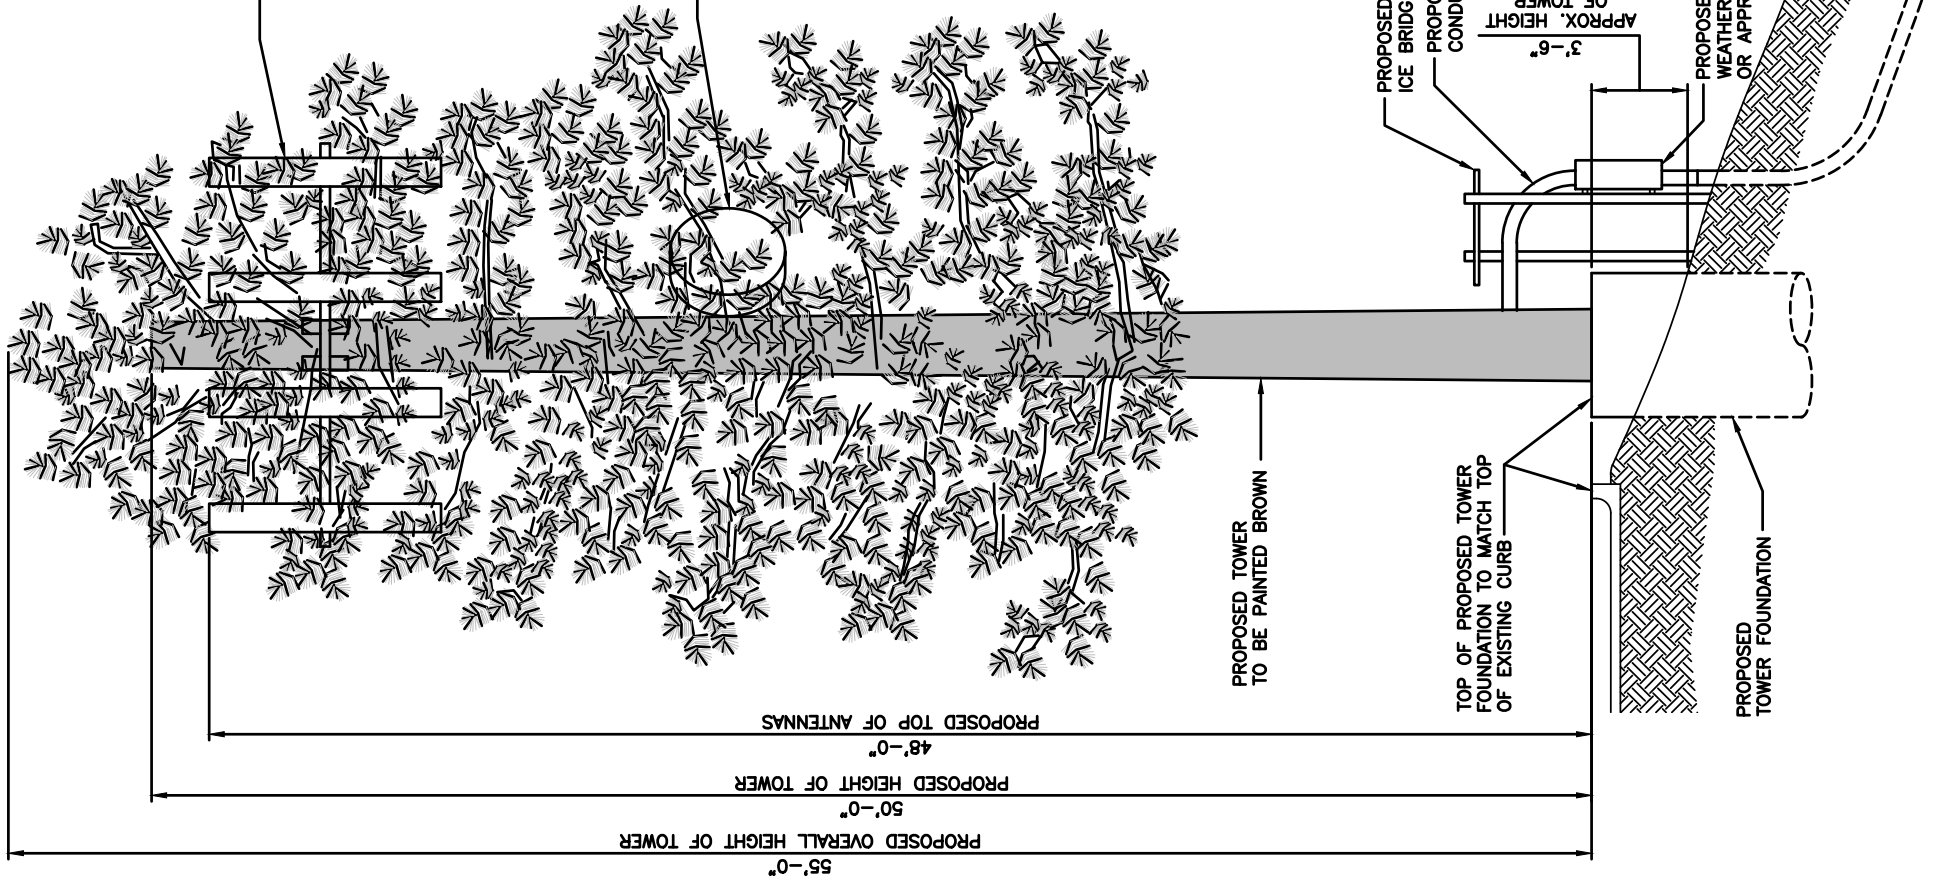 55'-0"
PROPOSED OVERALL HEIGHT OF TOWER
50'-0"
PROPOSED HEIGHT OF TOWER
48'-0"
PROPOSED TOP OF ANTENNAS
PROPOSED TOWER
TO BE PAINTED BROWN
TOP OF PROPOSED TOWER
FOUNDATION TO MATCH TOP
OF EXISTING CURB
PROPOSED
TOWER FOUNDATION
PROPOSED
ICE BRIDG
PROPO
COND
3'-6"
APPROX. HEIGHT
OF TOWER
PROPOSE
WEATHER
OR APPR